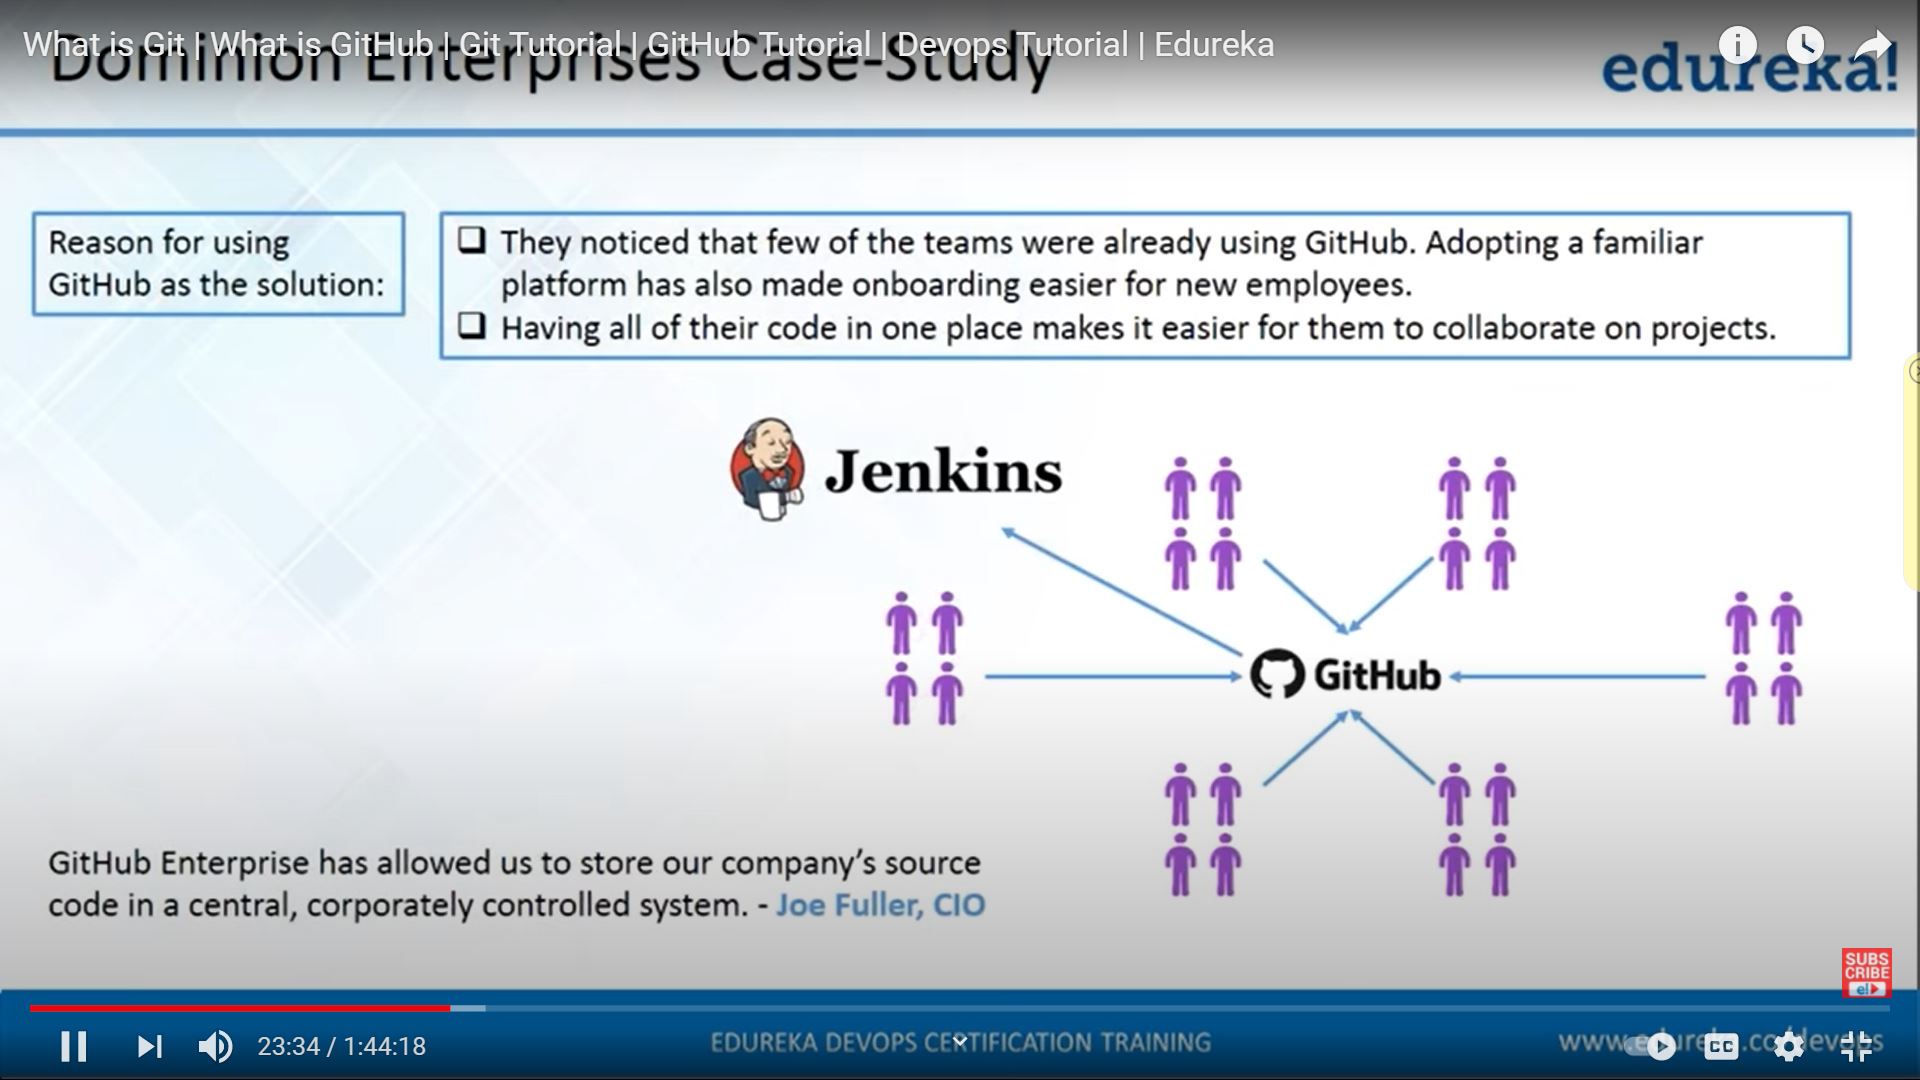 What is Git | What is GitHub | Git Tutorial | GitHub Tutorial | Devops Tutorial | Edureka
Dominion Enterprises Case-Study
edureka!
Reason for using
GitHub as the solution:
❑ They noticed that few of the teams were already using GitHub. Adopting a familiar
platform has also made onboarding easier for new employees.
❑ Having all of their code in one place makes it easier for them to collaborate on projects.
Jenkins
GitHub
GitHub Enterprise has allowed us to store our company’s source
code in a central, corporately controlled system. - Joe Fuller, CIO
SUBS
CRIBE
e!
23:34 / 1:44:18
EDUREKA DEVOPS CERTIFICATION TRAINING
www.edureka.co/devops
CC